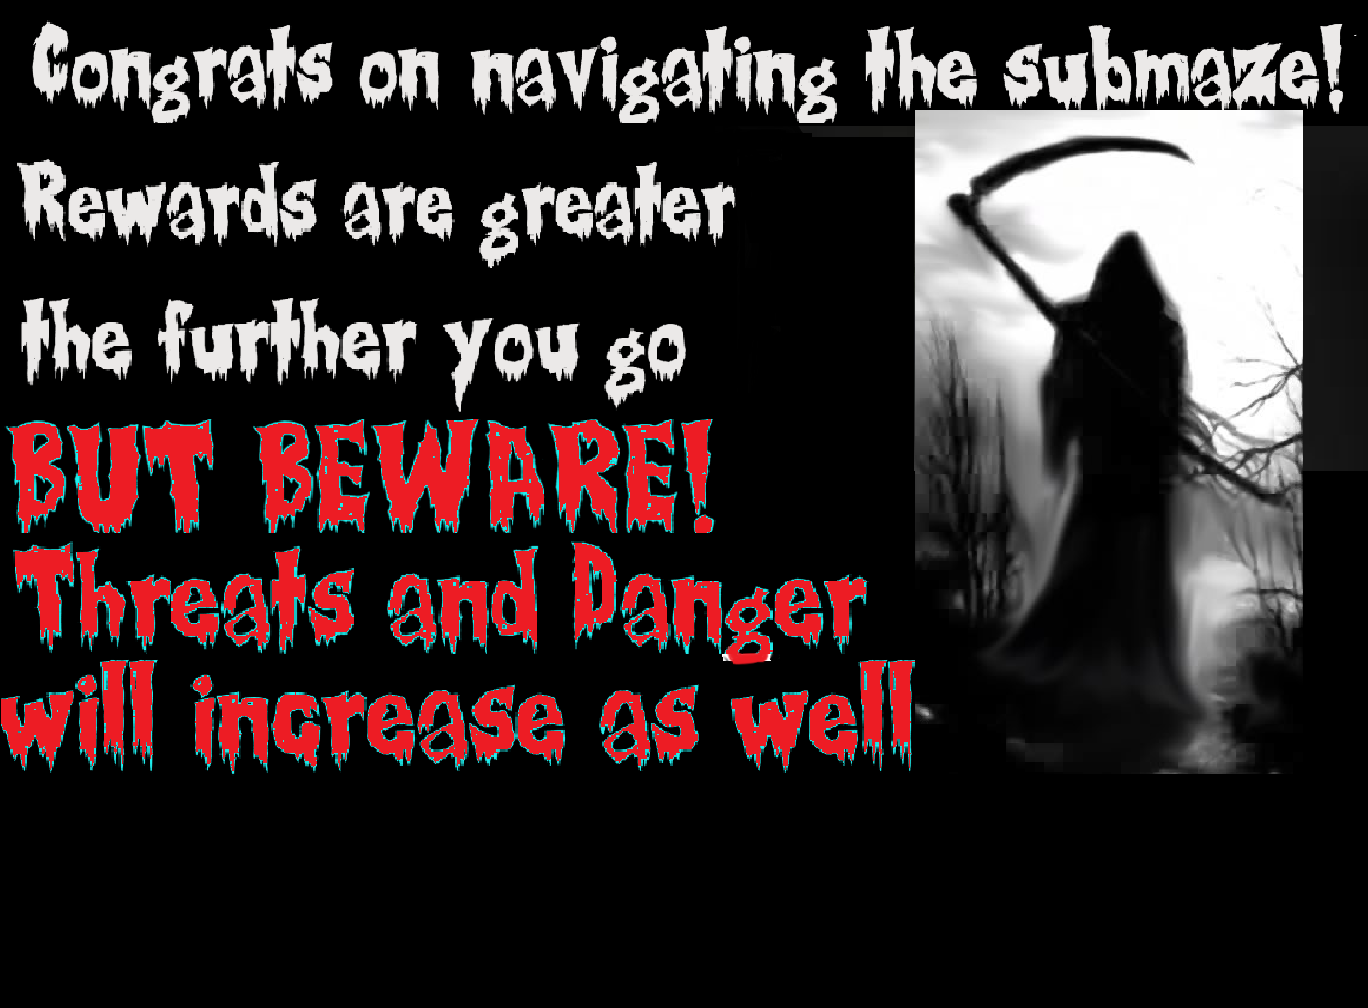 Congrats on navigating the submaze!
Rewards are greater
the further you go
BUT BEWARE!
Threats and Danger
will increase as well